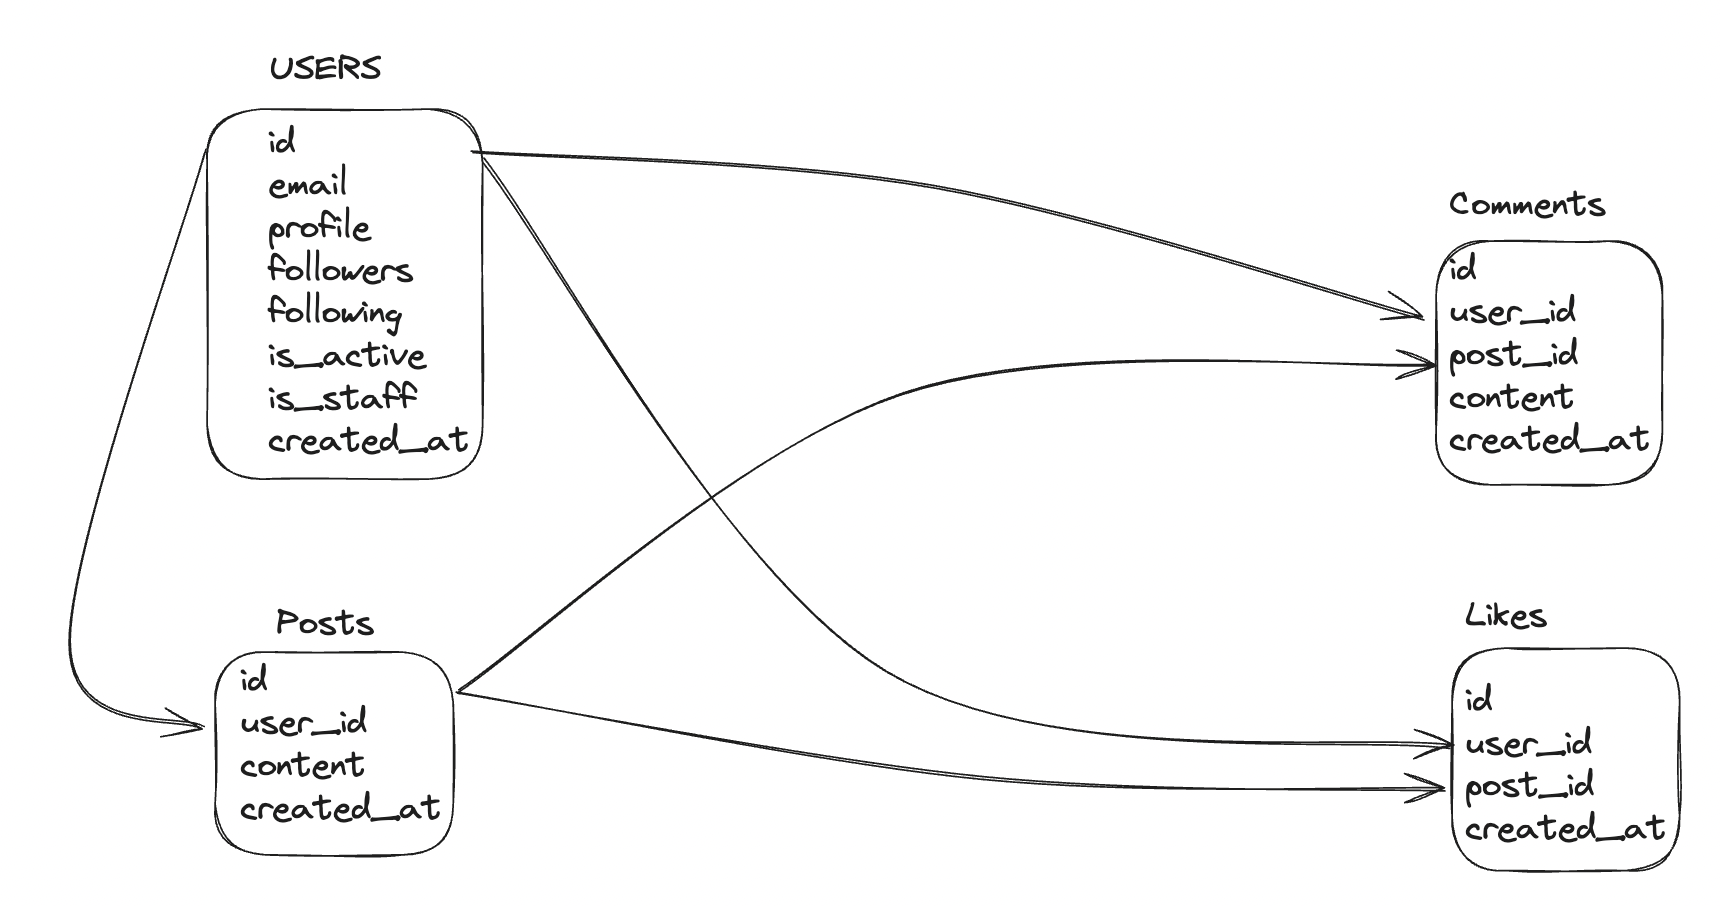 USERS
id
email
profile
followers
following
is_active
is_staff
created_at
Comments
id
user_id
post_id
content
created_at
Posts
id
user_id
content
created_at
Likes
id
user_id
post_id
created_at